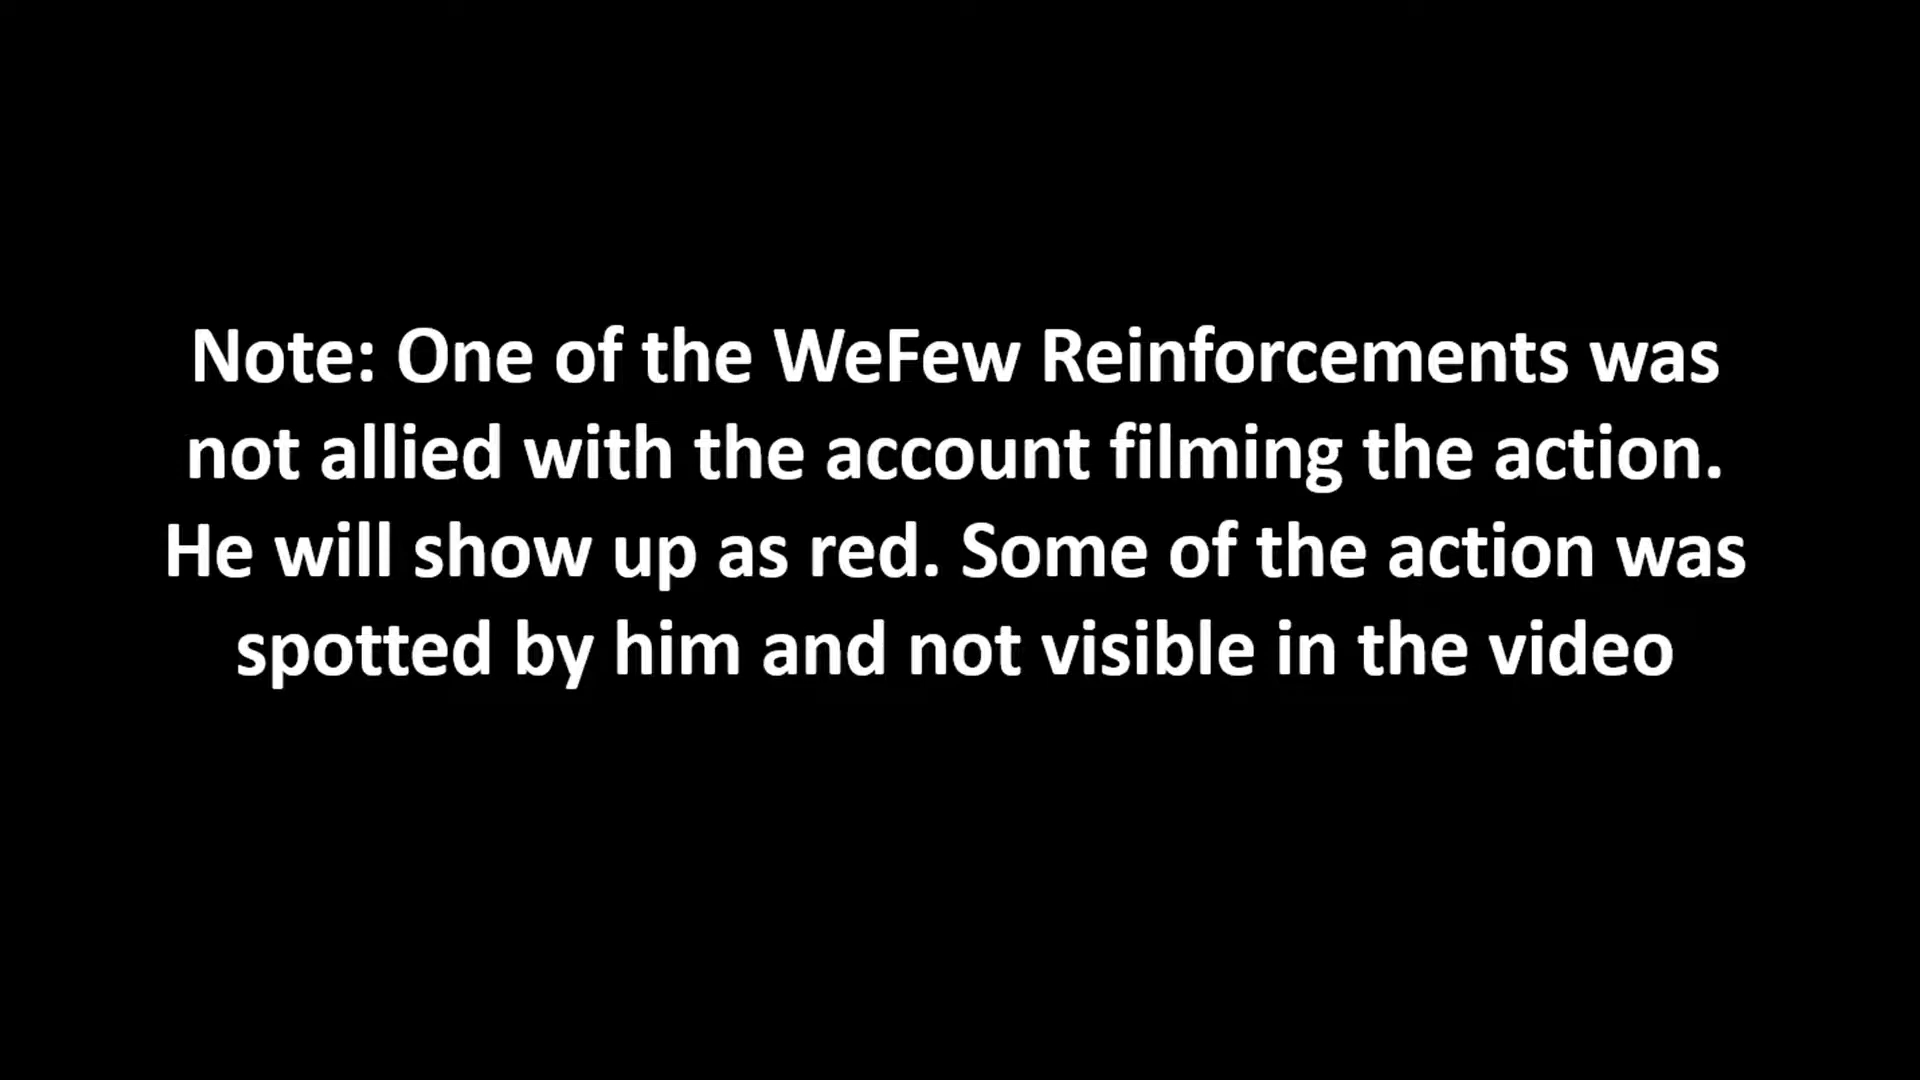 Note: One of the WeFew Reinforcements was
not allied with the account filming the action.
He will show up as red. Some of the action was
spotted by him and not visible in the video